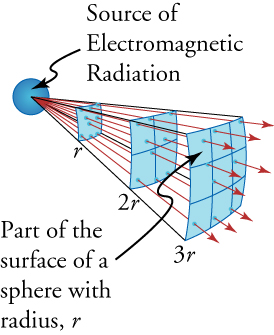 Source of
Electromagnetic
Radiation
r
2r
3r
Part of the
surface of a
sphere with
radius, r